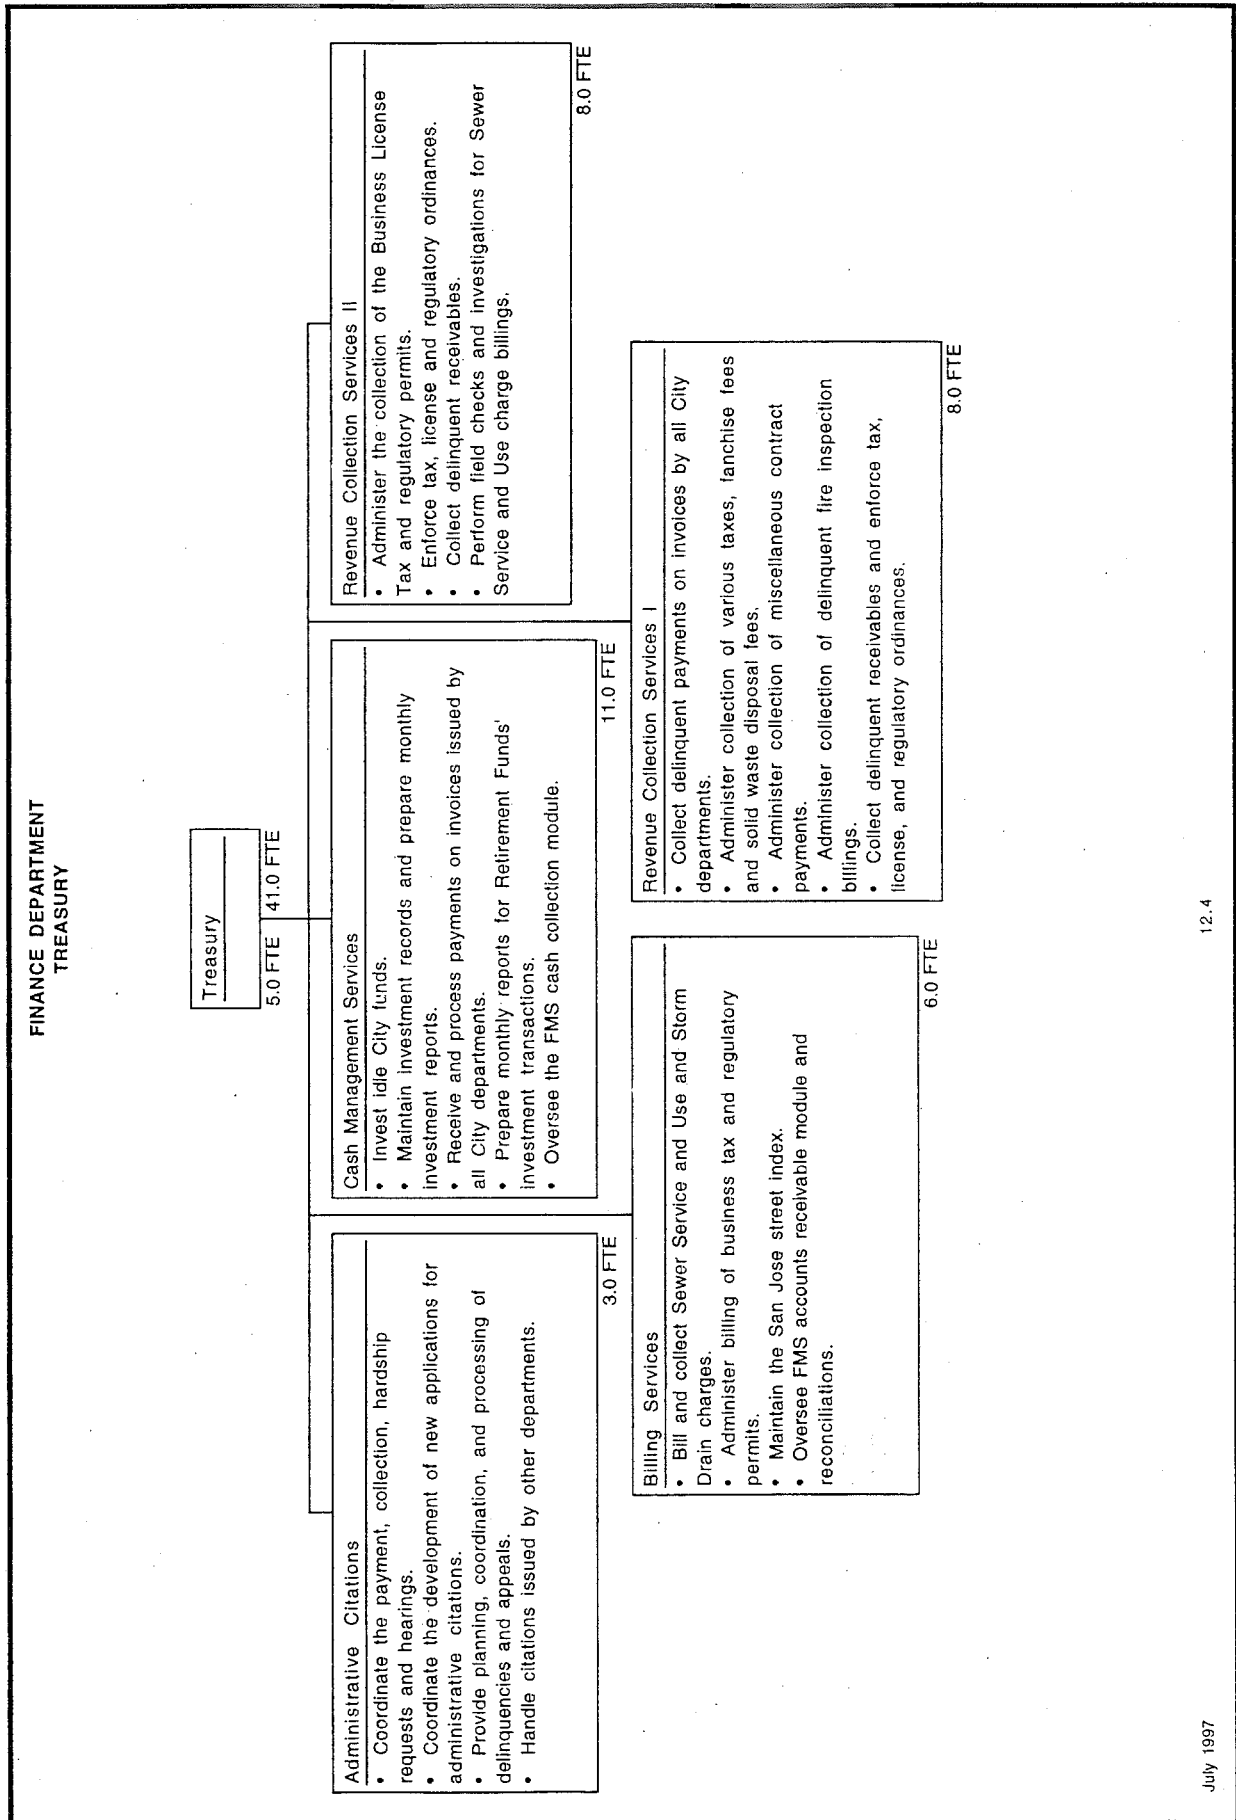 FINANCE DEPARTMENT
TREASURY
Treasury
5.0 FTE 41.0 FTE
Administrative Citations
• Coordinate the payment, collection, hardship
requests and hearings.
• Coordinate the development of new applications for
administrative citations.
• Provide planning, coordination, and processing of
delinquencies and appeals.
• Handle citations issued by other departments.
3.0 FTE
Cash Management Services
• Invest idle City funds.
• Maintain investment records and prepare monthly
investment reports.
• Receive and process payments on invoices issued by
all City departments.
• Prepare monthly reports for Retirement Funds'
investment transactions.
• Oversee the FMS cash collection module.
11.0 FTE
Revenue Collection Services II
• Administer the collection of the Business License
Tax and regulatory permits.
• Enforce tax, license and regulatory ordinances.
• Collect delinquent receivables.
• Perform field checks and investigations for Sewer
Service and Use charge billings.
8.0 FTE
Billing Services
• Bill and collect Sewer Service and Use and Storm
Drain charges.
• Administer billing of business tax and regulatory
permits.
• Maintain the San Jose street index.
• Oversee FMS accounts receivable module and
reconciliations.
6.0 FTE
Revenue Collection Services I
• Collect delinquent payments on invoices by all City
departments.
• Administer collection of various taxes, fanchise fees
and solid waste disposal fees.
• Administer collection of miscellaneous contract
payments.
• Administer collection of delinquent fire inspection
billings.
• Collect delinquent receivables and enforce tax,
license, and regulatory ordinances.
8.0 FTE
July 1997
12.4